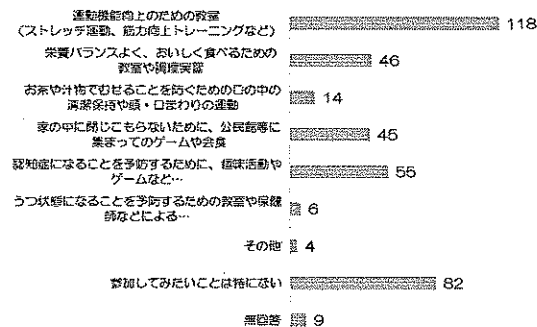 運動機能向上のための教室
（ストレッチ運動、筋力向上トレーニングなど）
118
栄養バランスよく、おいしく食べるための
教室や調理実習
46
お茶や汁物でむせることを防ぐための口の中の
清潔保持や顔・口まわりの運動
14
家の中に閉じこもらないために、公民館等に
集まってのゲームや会食
45
認知症になることを予防するために、趣味活動や
ゲームなど…
55
うつ状態になることを予防するための教室や保健
師などによる…
6
その他
4
参加してみたいことは特にない
82
無回答
9